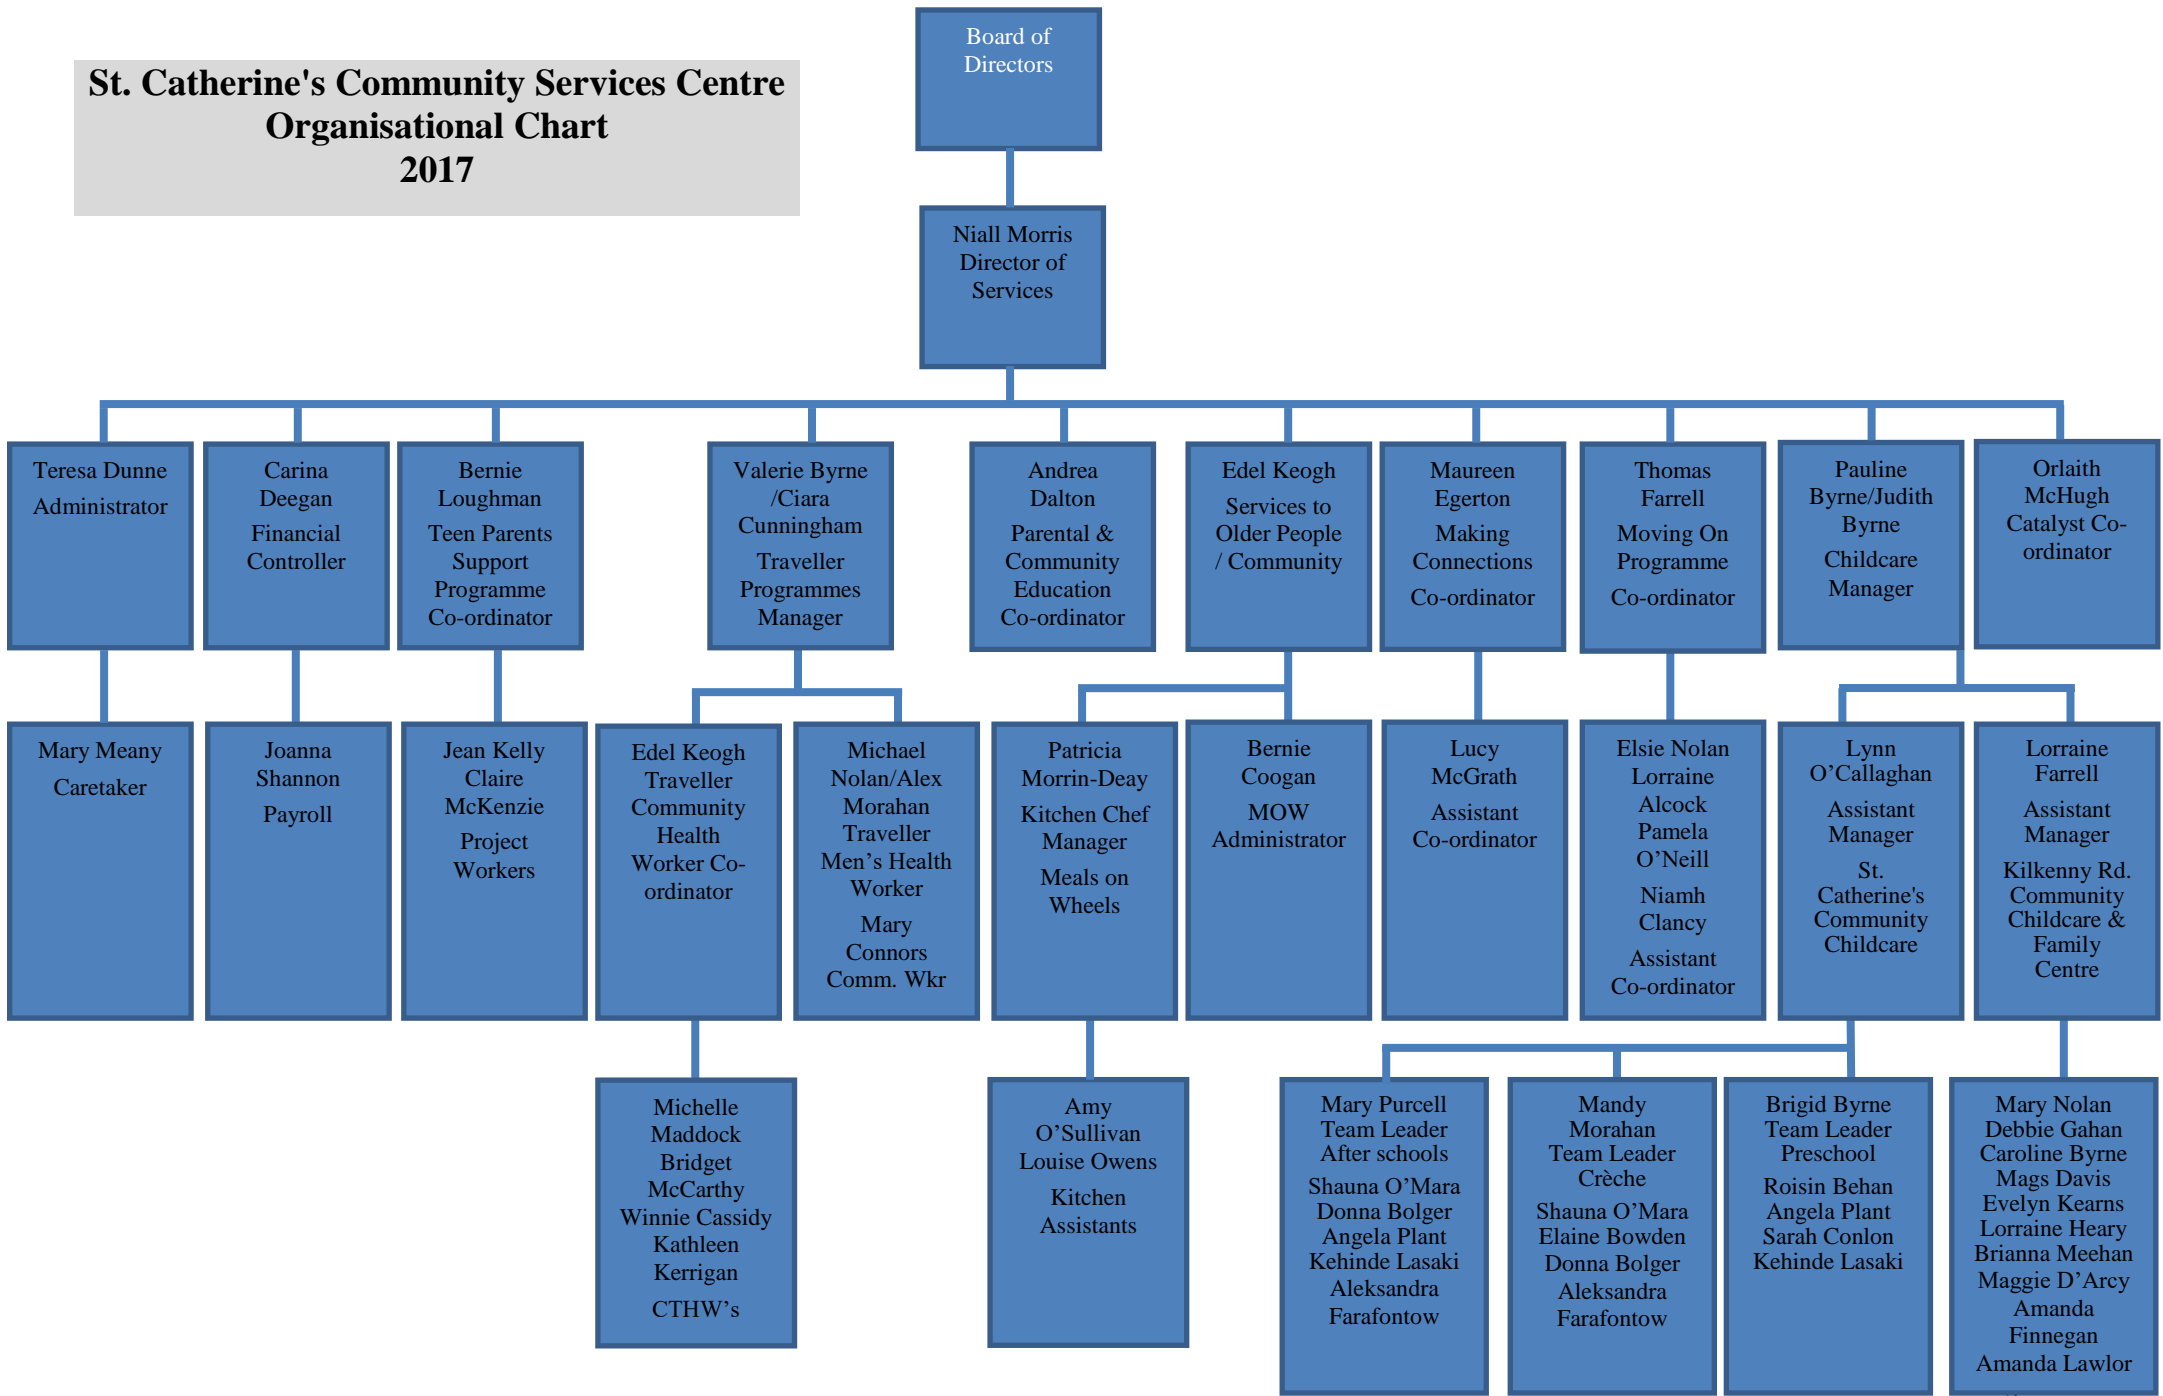 Board of
Directors
St. Catherine's Community Services Centre
Organisational Chart
2017
Niall Morris
Director of
Services
Teresa Dunne
Administrator
Carina
Deegan
Financial
Controller
Bernie
Loughman
Teen Parents
Support
Programme
Co-ordinator
Valerie Byrne
/Ciara
Cunningham
Traveller
Programmes
Manager
Andrea
Dalton
Parental &
Community
Education
Co-ordinator
Edel Keogh
Services to
Older People
/ Community
Maureen
Egerton
Making
Connections
Co-ordinator
Thomas
Farrell
Moving On
Programme
Co-ordinator
Pauline
Byrne/Judith
Byrne
Childcare
Manager
Orlaith
McHugh
Catalyst Co-
ordinator
Mary Meany
Caretaker
Joanna
Shannon
Payroll
Jean Kelly
Claire
McKenzie
Project
Workers
Edel Keogh
Traveller
Community
Health
Worker Co-
ordinator
Michael
Nolan/Alex
Morahan
Traveller
Men’s Health
Worker
Mary
Connors
Comm. Wkr
Patricia
Morrin-Deay
Kitchen Chef
Manager
Meals on
Wheels
Bernie
Coogan
MOW
Administrator
Lucy
McGrath
Assistant
Co-ordinator
Elsie Nolan
Lorraine
Alcock
Pamela
O’Neill
Niamh
Clancy
Assistant
Co-ordinator
Lynn
O’Callaghan
Assistant
Manager
St.
Catherine's
Community
Childcare
Lorraine
Farrell
Assistant
Manager
Kilkenny Rd.
Community
Childcare &
Family
Centre
Michelle
Maddock
Bridget
McCarthy
Winnie Cassidy
Kathleen
Kerrigan
CTHW’s
Amy
O’Sullivan
Louise Owens
Kitchen
Assistants
Mary Purcell
Team Leader
After schools
Shauna O’Mara
Donna Bolger
Angela Plant
Kehinde Lasaki
Aleksandra
Farafontow
Mandy
Morahan
Team Leader
Crèche
Shauna O’Mara
Elaine Bowden
Donna Bolger
Aleksandra
Farafontow
Brigid Byrne
Team Leader
Preschool
Roisin Behan
Angela Plant
Sarah Conlon
Kehinde Lasaki
Mary Nolan
Debbie Gahan
Caroline Byrne
Mags Davis
Evelyn Kearns
Lorraine Heary
Brianna Meehan
Maggie D’Arcy
Amanda
Finnegan
Amanda Lawlor